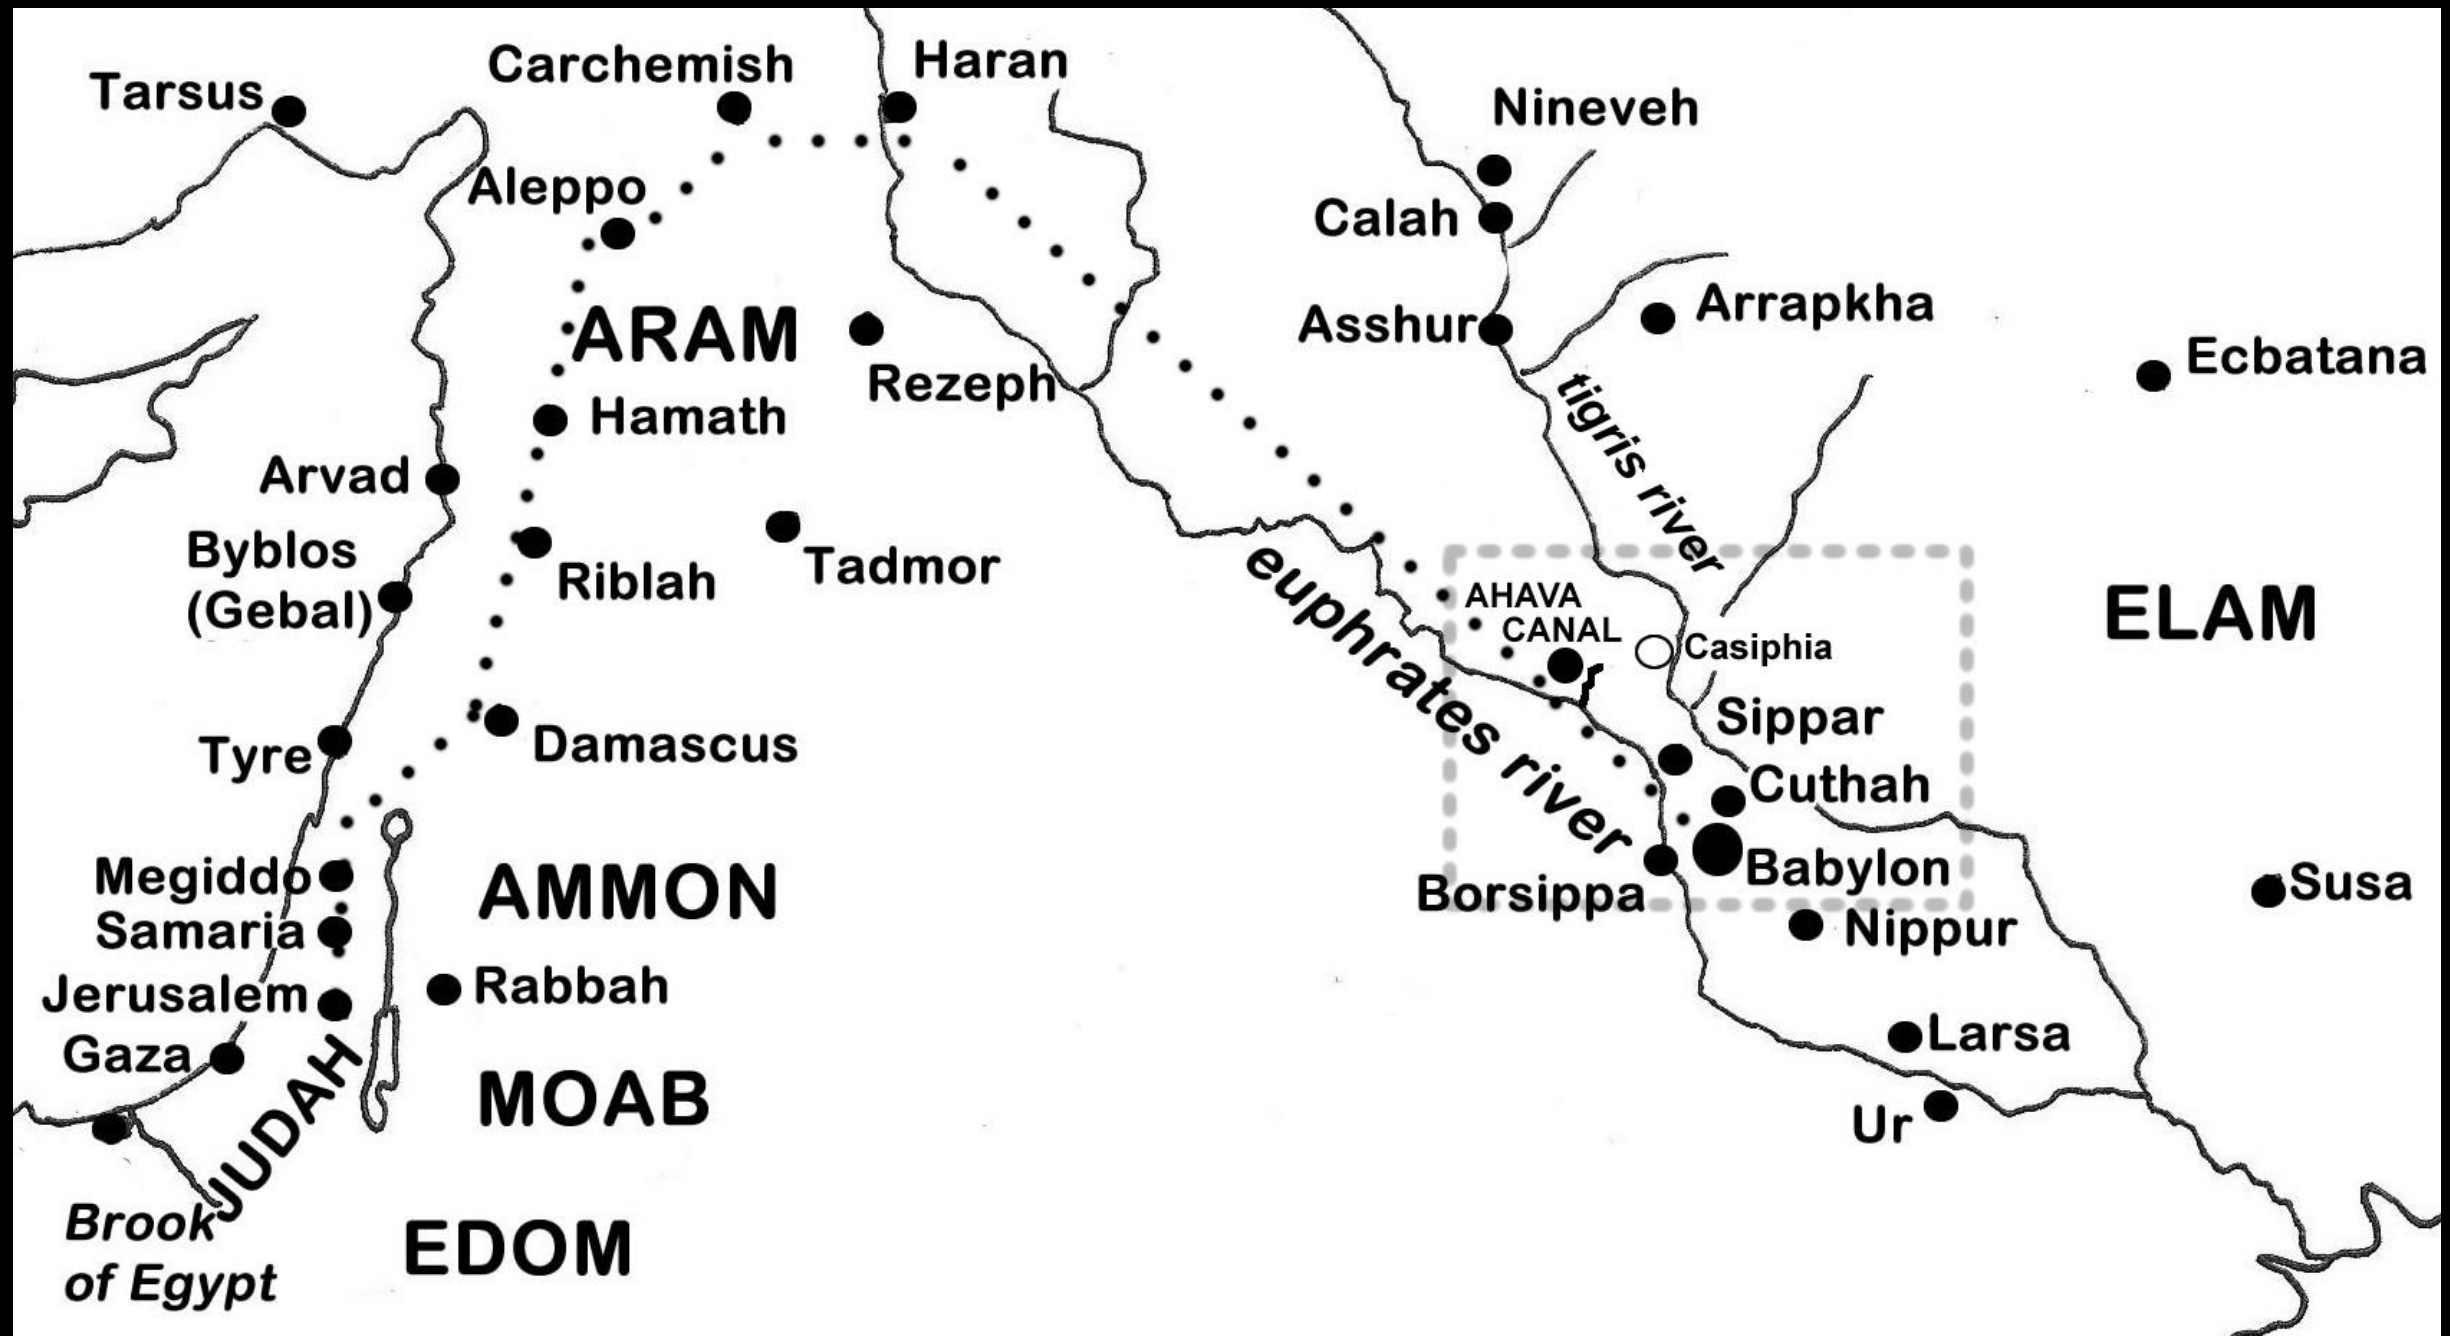 Tarsus
Carchemish
Haran
Nineveh
Aleppo
Calah
ARAM
Asshur
Arrapkha
Ecbatana
Rezeph
Hamath
tigris river
Arvad
Byblos
(Gebal)
Riblah
Tadmor
euphrates river
AHAVA
CANAL
Casiphia
ELAM
Tyre
Damascus
Sippar
Cuthah
Megiddo
AMMON
Babylon
Borsippa
Susa
Samaria
Nippur
Jerusalem
Rabbah
Gaza
JUDAH
MOAB
Larsa
Ur
Brook
of Egypt
EDOM